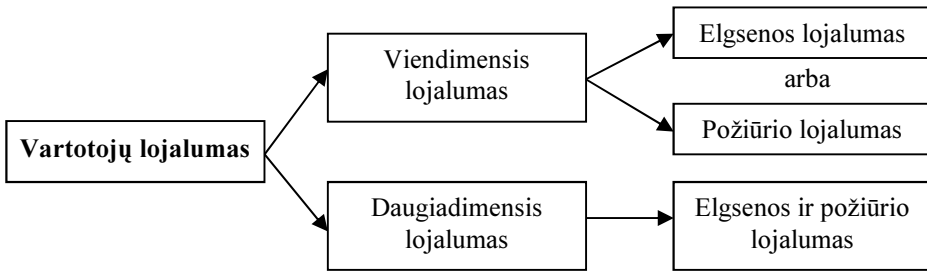 Vartotojų lojalumas
Viendimensis
lojalumas
Elgsenos lojalumas
arba
Požiūrio lojalumas
Daugiadimensis
lojalumas
Elgsenos ir požiūrio
lojalumas